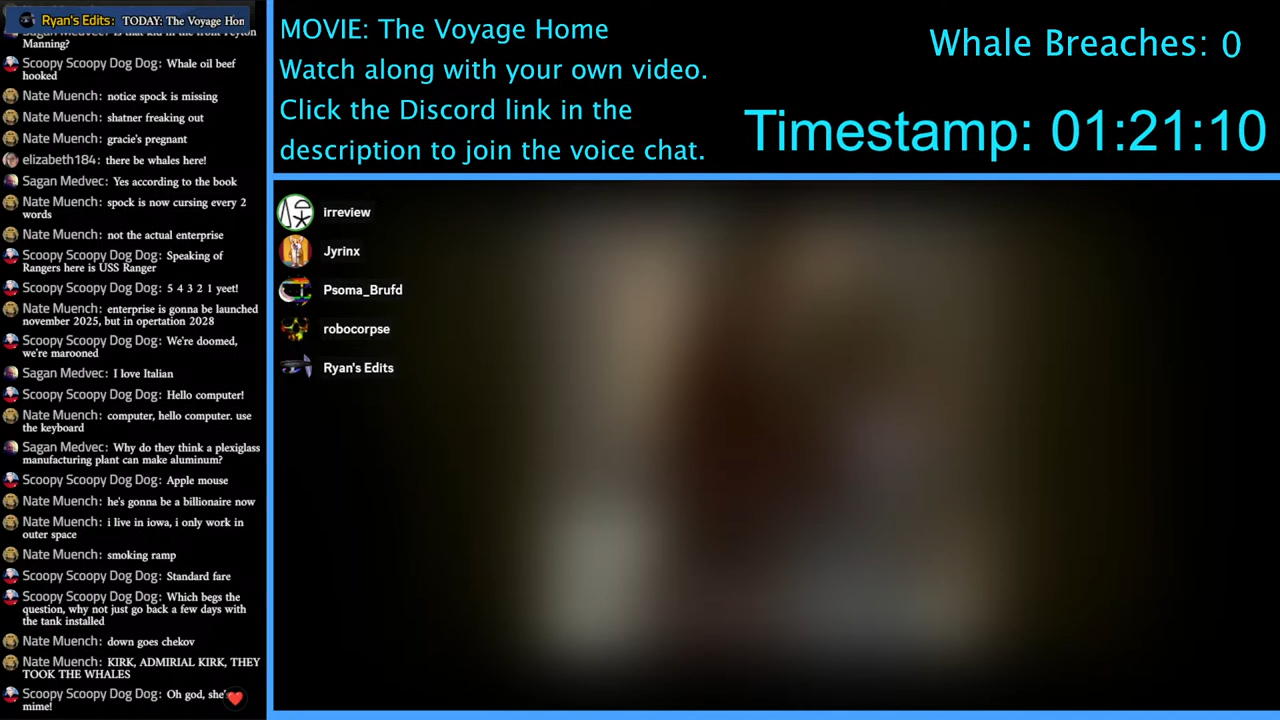 Ryan's Edits: TODAY: The Voyage Hom
Sagan Medvec: Is that kid in the front Peyton
Manning?
Scoopy Scoopy Dog Dog: Whale oil beef
hooked
Nate Muench: notice spock is missing
Nate Muench: shatner freaking out
Nate Muench: gracie's pregnant
elizabeth184: there be whales here!
Sagan Medvec: Yes according to the book
Nate Muench: spock is now cursing every 2
words
Nate Muench: not the actual enterprise
Scoopy Scoopy Dog Dog: Speaking of
Rangers here is USS Ranger
Scoopy Scoopy Dog Dog: 5 4 3 2 1 yeet!
Nate Muench: enterprise is gonna be launched
november 2025, but in opertation 2028
Scoopy Scoopy Dog Dog: We're doomed,
we're marooned
Sagan Medvec: I love Italian
Scoopy Scoopy Dog Dog: Hello computer!
Nate Muench: computer, hello computer. use
the keyboard
Sagan Medvec: Why do they think a plexiglass
manufacturing plant can make aluminum?
Scoopy Scoopy Dog Dog: Apple mouse
Nate Muench: he's gonna be a billionaire now
Nate Muench: i live in iowa, i only work in
outer space
Nate Muench: smoking ramp
Scoopy Scoopy Dog Dog: Standard fare
Scoopy Scoopy Dog Dog: Which begs the
question, why not just go back a few days with
the tank installed
Nate Muench: down goes chekov
Nate Muench: KIRK, ADMIRIAL KIRK, THEY
TOOK THE WHALES
Scoopy Scoopy Dog Dog: Oh god, she's
mime!
MOVIE: The Voyage Home
Watch along with your own video.
Click the Discord link in the
description to join the voice chat.
Whale Breaches: 0
Timestamp: 01:21:10
irreview
Jyrinx
Psoma_Brufd
robocorpse
Ryan's Edits